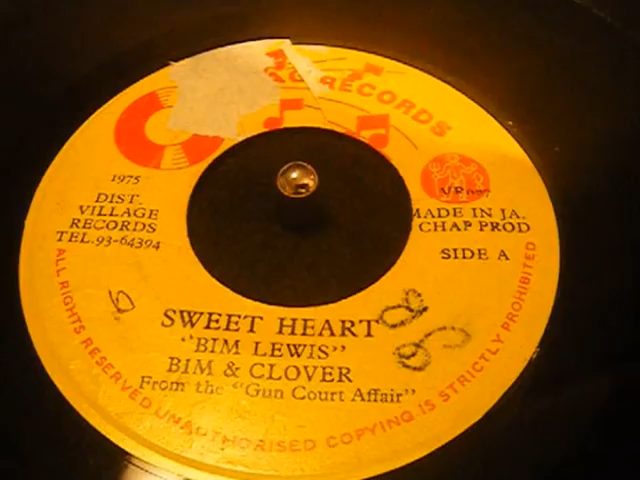 RECORDS
1975
DIST.
VILLAGE
RECORDS
TEL.93-64394
MADE IN JA.
CHAP PROD
SIDE A
SWEET HEART
"BIM LEWIS"
BIM & CLOVER
From the "Gun Court Affair"
ALL RIGHTS RESERVED UNAUTHORISED COPYING IS STRICTLY PROHIBITED